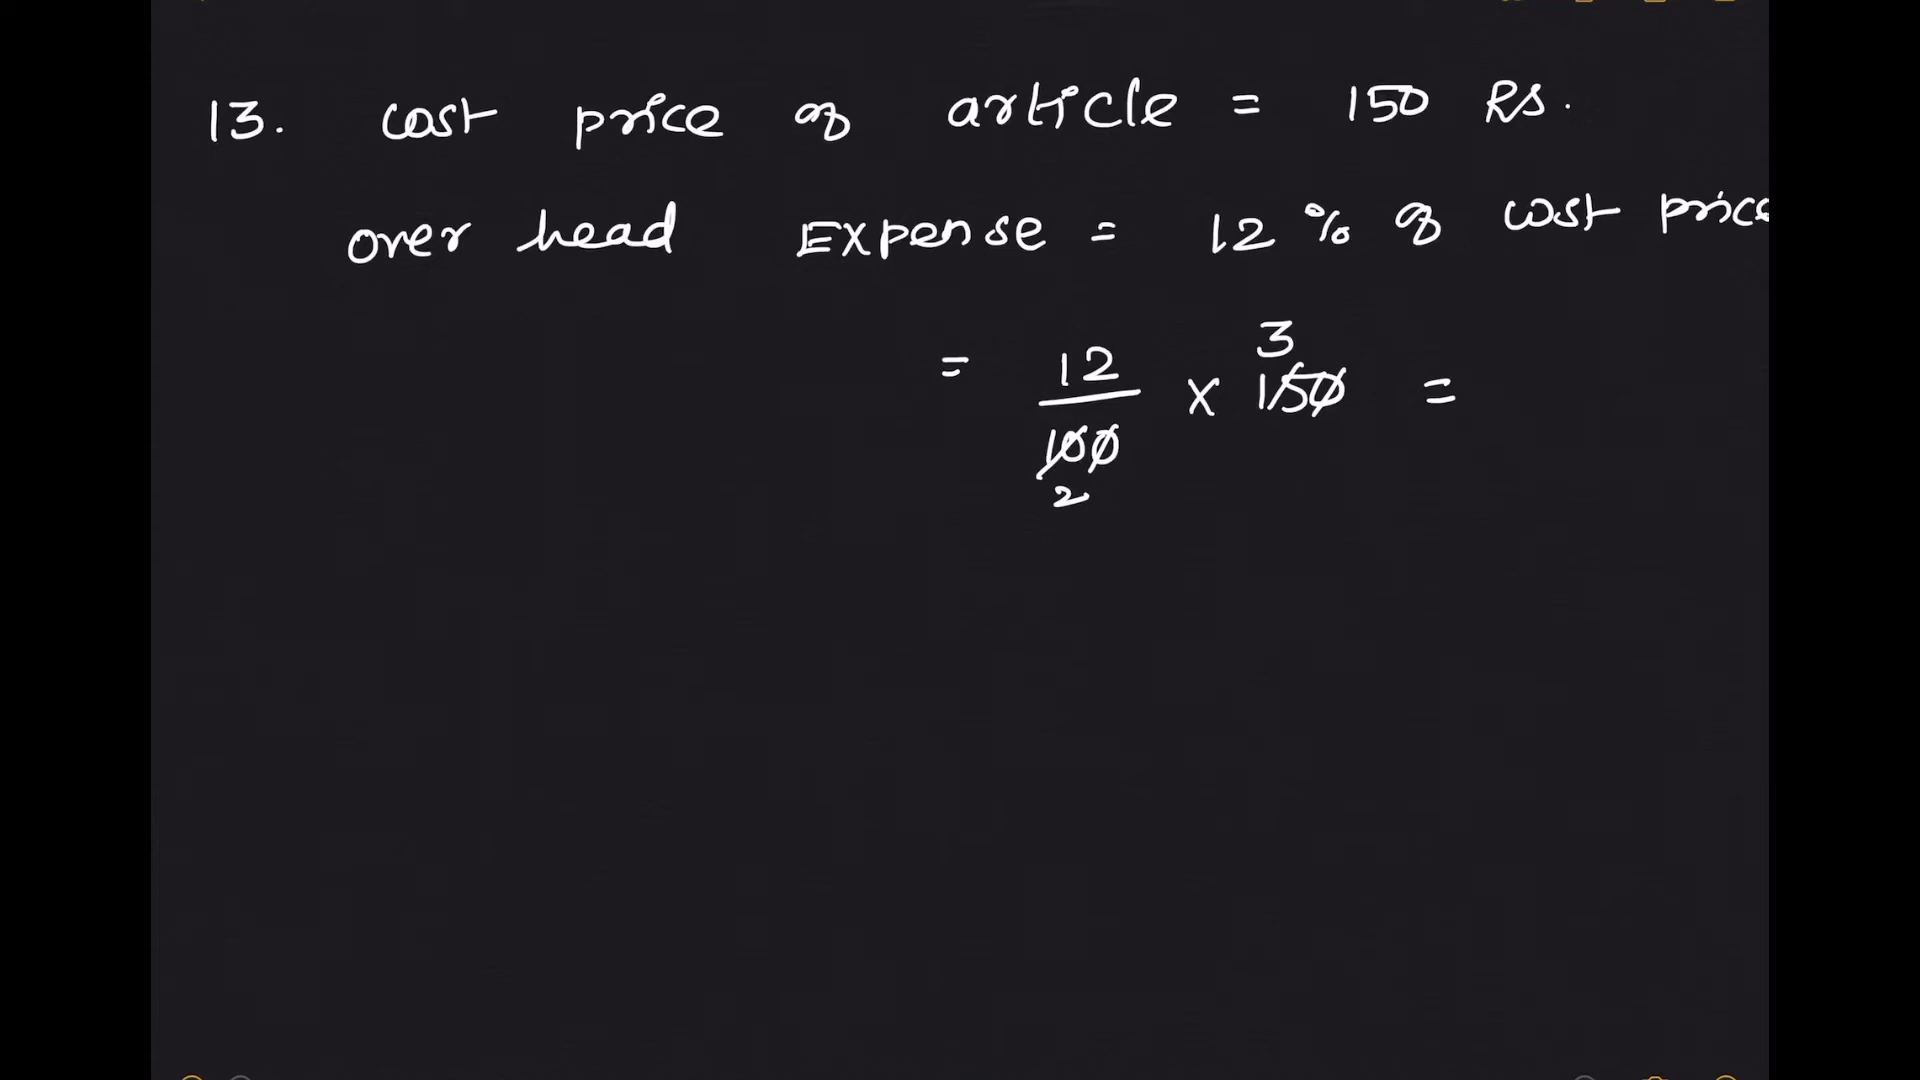 13. cost price of article = 150 Rs.
over head Expense = 12 % of cost price
= 12/100 x 150 =
3
2